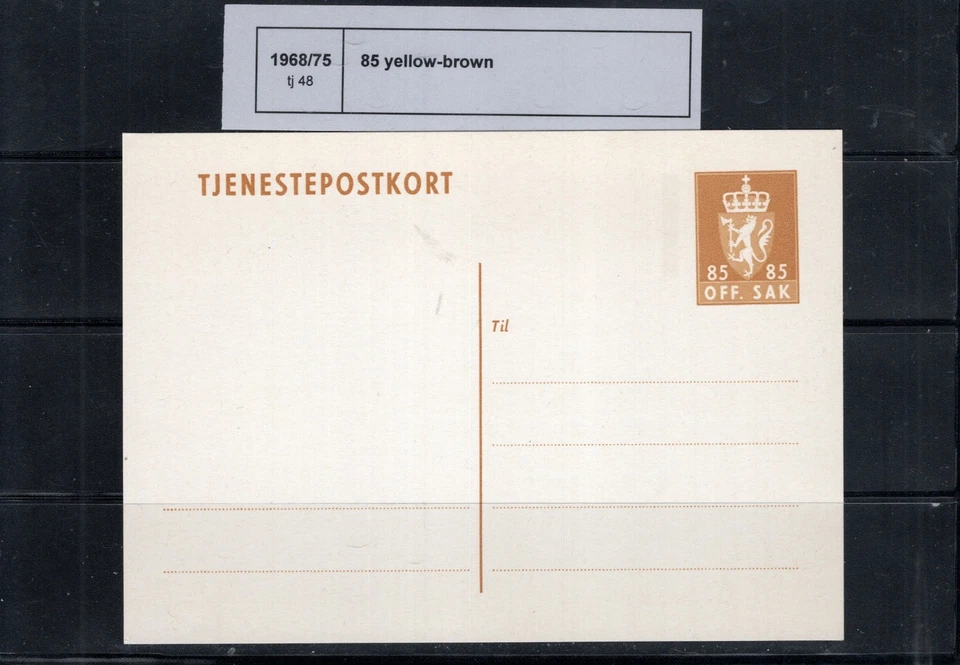 1968/75 85 yellow-brown
tj 48
TJENESTEPOSTKORT
85 85
OFF. SAK
Til